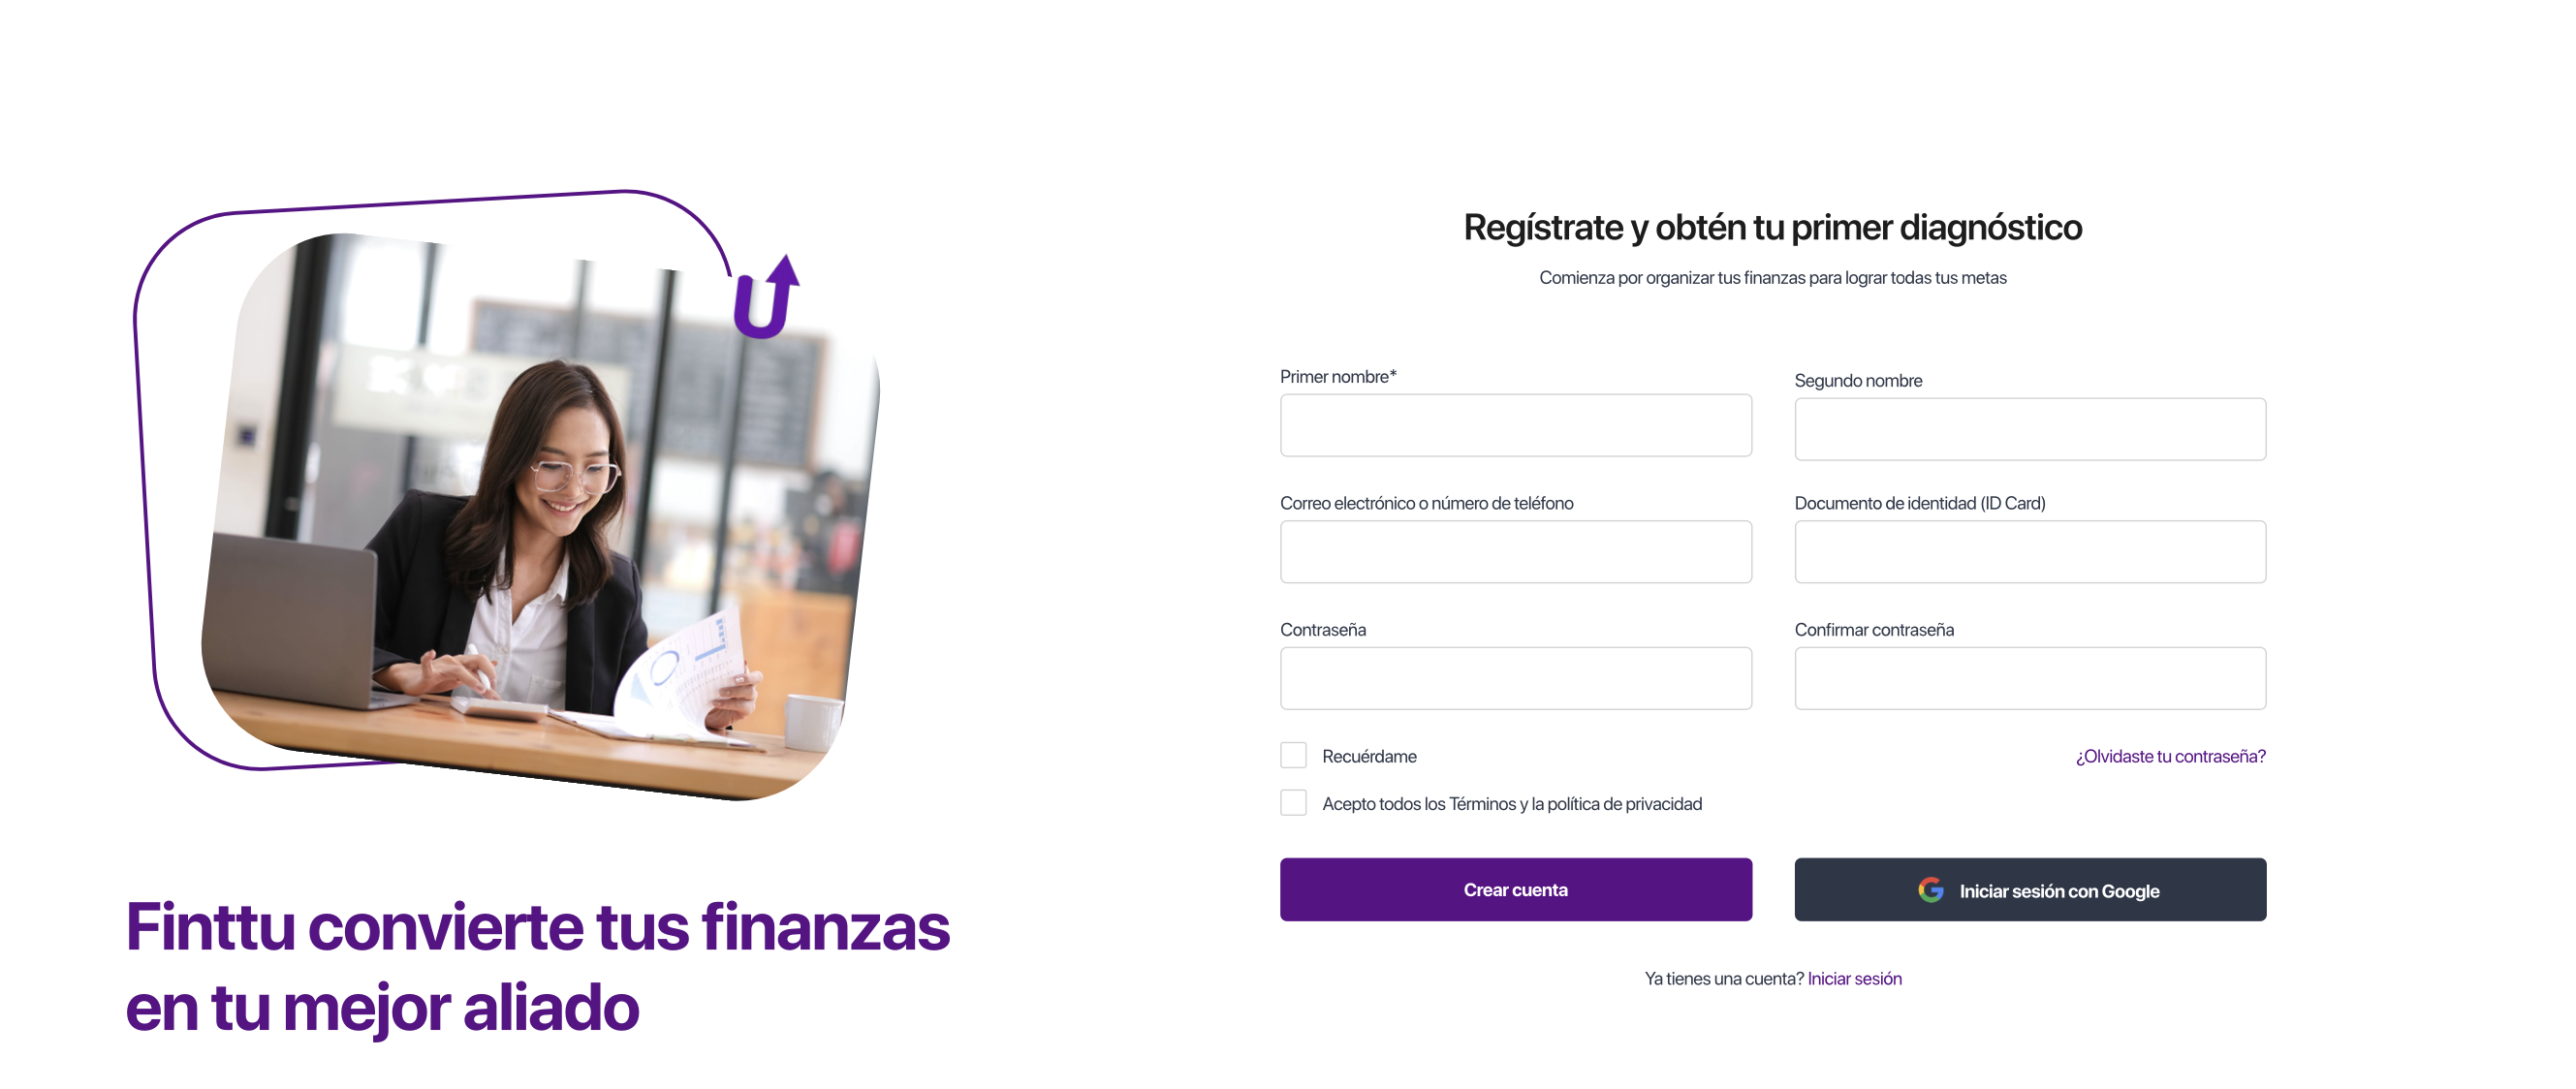 Finttu convierte tus finanzas
en tu mejor aliado
Regístrate y obtén tu primer diagnóstico
Comienza por organizar tus finanzas para lograr todas tus metas
Primer nombre*
Segundo nombre
Correo electrónico o número de teléfono
Documento de identidad (ID Card)
Contraseña
Confirmar contraseña
Recuérdame
¿Olvidaste tu contraseña?
Acepto todos los Términos y la política de privacidad
Crear cuenta
Iniciar sesión con Google
Ya tienes una cuenta? Iniciar sesión